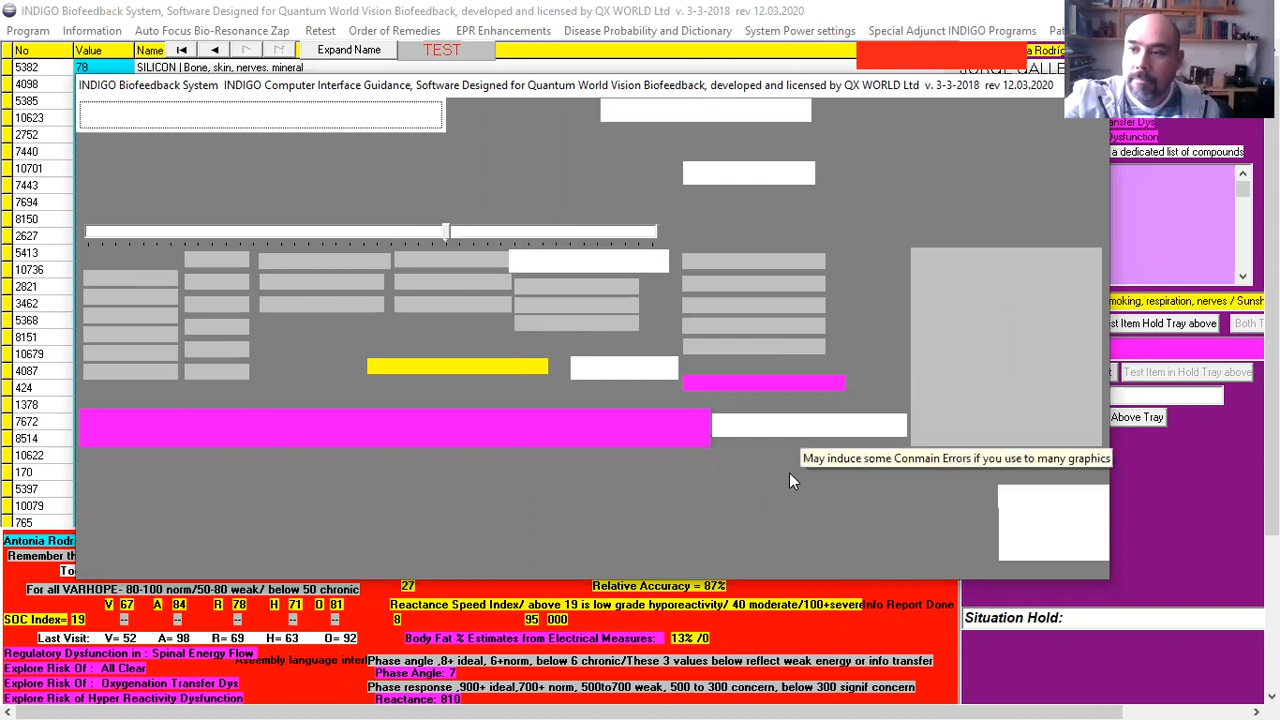 INDIGO Biofeedback System, Software Designed for Quantum World Vision Biofeedback, developed and licensed by QX WORLD Ltd v. 3-3-2018 rev 12.03.2020
Program Information Auto Focus Bio-Resonance Zap Retest Order of Remedies EPR Enhancements Disease Probability and Dictionary System Power settings Special Adjunct INDIGO Programs
No Value Name Expand Name TEST
5382 78 SILICON | Bone, skin, nerves. mineral
4098 INDIGO Biofeedback System INDIGO Computer Interface Guidance, Software Designed for Quantum World Vision Biofeedback, developed and licensed by QX WORLD Ltd v. 3-3-2018 rev 12.03.2020
5385
10623
2752
7440 a dedicated list of compounds
10701
7443
7694
8150
2627
5413
10736
2821
3462 moking, respiration, nerves / Sunsh
5368 est Item Hold Tray above Both T
8151
10679
4087 Test Item in Hold Tray above
424
1378 Above Tray
7672
8514
10622 May induce some Conmain Errors if you use to many graphics
170
5397
10079
765
Antonia Rodr
Remember th
To
For all VARHOPE- 80-100 norm/50-80 weak/ below 50 chronic 27 Relative Accuracy = 87%
V 67 A 84 R 78 H 71 O 81 Reactance Speed Index/ above 19 is low grade hyporeactivity/ 40 moderate/100+severe Info Report Done
SOC Index= 19 -- -- -- -- -- 8 95 000 Situation Hold:
Last Visit: V= 52 A= 98 R= 69 H= 63 O= 92 Body Fat % Estimates from Electrical Measures: 13% /0
Regulatory Dysfunction in : Spinal Energy Flow
Explore Risk Of : All Clear Phase angle ,8+ ideal, 6+norm, below 6 chronic/These 3 values below reflect weak energy or info transfer
Phase Angle: 7
Explore Risk Of : Oxygenation Transfer Dys Phase response ,900+ ideal,700+ norm, 500to700 weak, 500 to 300 concern, below 300 signif concern
Explore Risk of Hyper Reactivity Dysfunction Reactance: 810